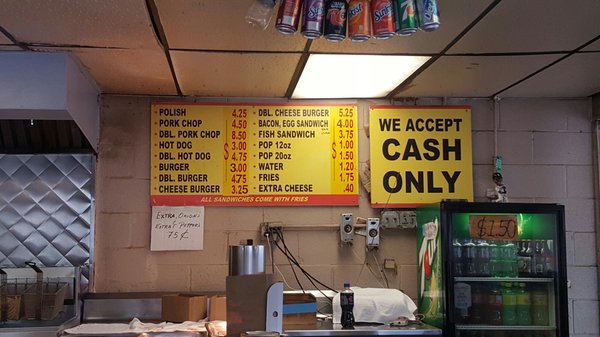 POLISH 4.25
PORK CHOP 4.50
DBL. PORK CHOP 8.50
HOT DOG 3.00
DBL. HOT DOG 4.75
BURGER 3.00
DBL. BURGER 4.75
CHEESE BURGER 3.25
$
DBL. CHEESE BURGER 5.25
BACON, EGG SANDWICH 4.00
FISH SANDWICH 3.75
POP 12oz 1.00
POP 20oz 1.50
WATER 1.00
FRIES 1.75
EXTRA CHEESE .40
$
ALL SANDWICHES COME WITH FRIES
WE ACCEPT
CASH
ONLY
EXTRA, ONION
EXTRA PEPPERS
75¢
$1.50